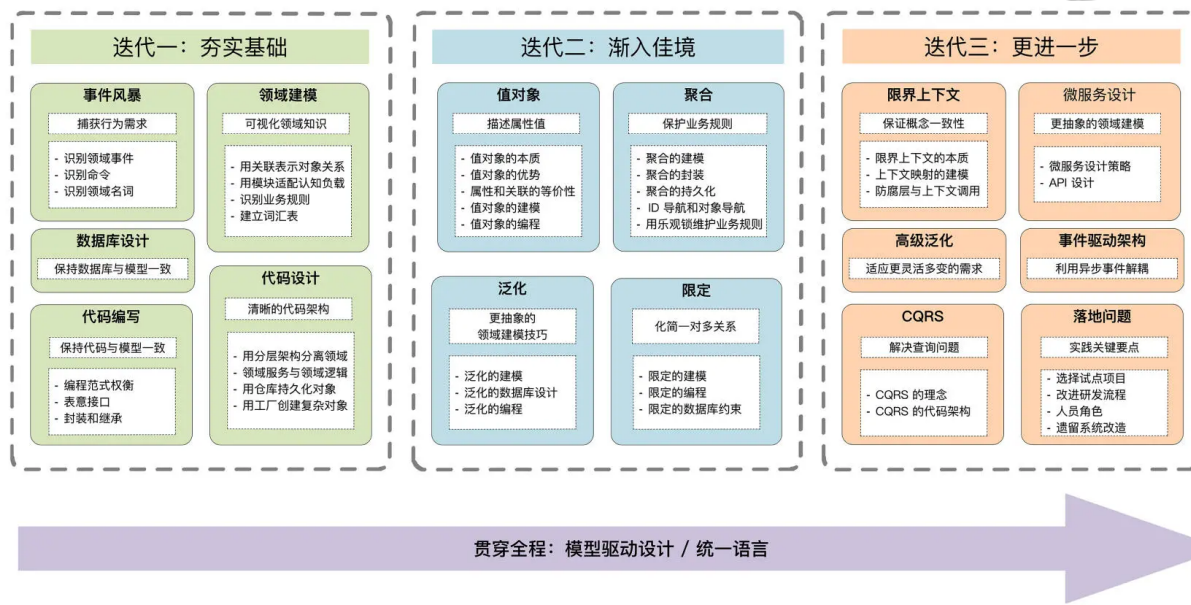 迭代一：夯实基础
事件风暴
捕获行为需求
- 识别领域事件
- 识别命令
- 识别领域名词
领域建模
可视化领域知识
- 用关联表示对象关系
- 用模块适配认知负载
- 识别业务规则
- 建立词汇表
数据库设计
保持数据库与模型一致
代码设计
清晰的代码架构
- 用分层架构分离领域
- 领域服务与领域逻辑
- 用仓库持久化对象
- 用工厂创建复杂对象
代码编写
保持代码与模型一致
- 编程范式权衡
- 表意接口
- 封装和继承
迭代二：渐入佳境
值对象
描述属性值
- 值对象的本质
- 值对象的优势
- 属性和关联的等价性
- 值对象的建模
- 值对象的编程
聚合
保护业务规则
- 聚合的建模
- 聚合的封装
- 聚合的持久化
- ID 导航和对象导航
- 用乐观锁维护业务规则
泛化
更抽象的
领域建模技巧
- 泛化的建模
- 泛化的数据库设计
- 泛化的编程
限定
化简一对多关系
- 限定的建模
- 限定的编程
- 限定的数据库约束
迭代三：更进一步
限界上下文
保证概念一致性
- 限界上下文的本质
- 上下文映射的建模
- 防腐层与上下文调用
微服务设计
更抽象的领域建模
- 微服务设计策略
- API 设计
高级泛化
适应更灵活多变的需求
事件驱动架构
利用异步事件解耦
CQRS
解决查询问题
- CQRS 的理念
- CQRS 的代码架构
落地问题
实践关键要点
- 选择试点项目
- 改进研发流程
- 人员角色
- 遗留系统改造
贯穿全程：模型驱动设计 / 统一语言